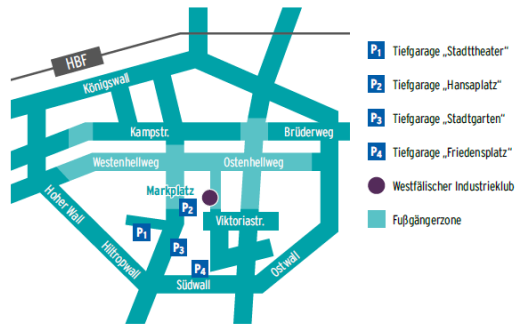 HBF
Königswall
Kampstr.
Brüderweg
Westenhellweg
Ostenhellweg
Markplatz
Hoher Wall
Hiltropwall
Viktoriastr.
Südwall
Ostwall
P2
P1
P3
P4
P1 Tiefgarage „Stadttheater“
P2 Tiefgarage „Hansaplatz“
P3 Tiefgarage „Stadtgarten“
P4 Tiefgarage „Friedensplatz“
Westfälischer Industrieklub
Fußgängerzone